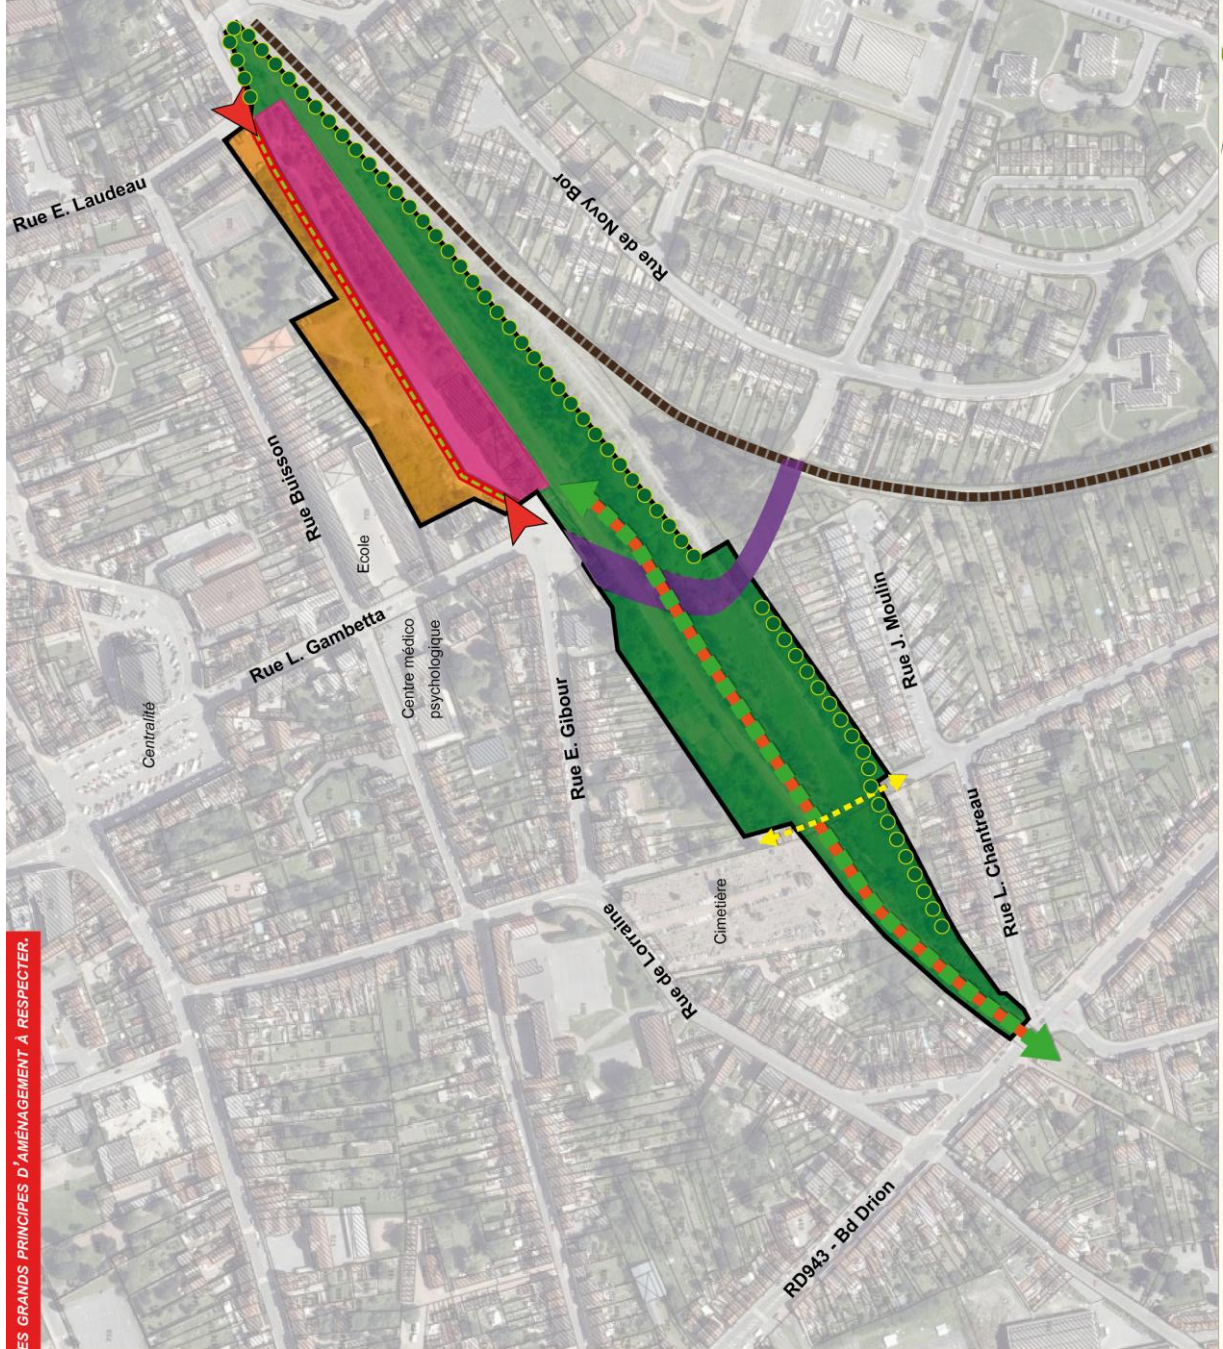 ES GRANDS PRINCIPES D'AMÉNAGEMENT À RESPECTER.
Rue E. Laudeau
Rue de Novy Bor
Rue Buisson
Ecole
Rue L. Gambetta
Centralité
Centre médico
psychologique
Rue E. Gibour
Rue J. Moulin
Rue L. Chantreau
Cimetière
Rue de Lorraine
RD943 - Bd Drion